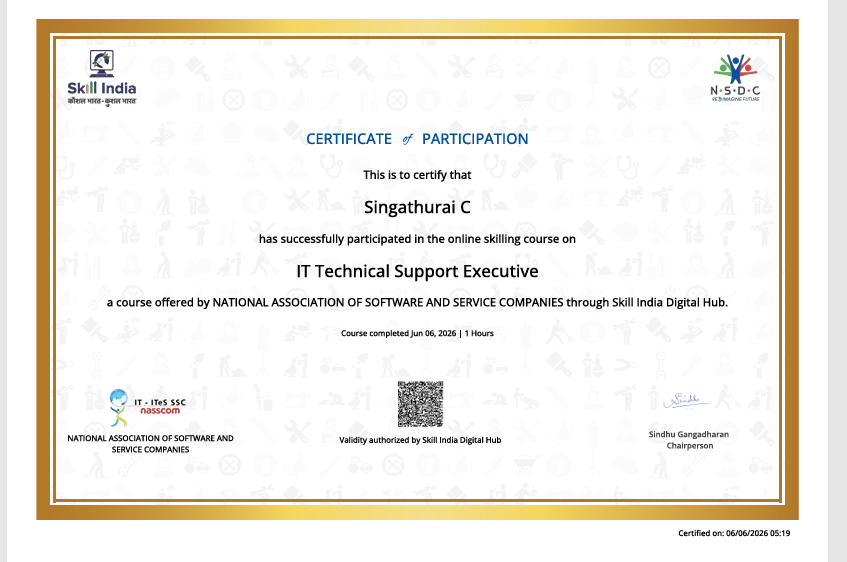 Skill India
कौशल भारत - कुशल भारत
N·S·D·C
RE-IMAGINE FUTURE
CERTIFICATE of PARTICIPATION
This is to certify that
Singathurai C
has successfully participated in the online skilling course on
IT Technical Support Executive
a course offered by NATIONAL ASSOCIATION OF SOFTWARE AND SERVICE COMPANIES through Skill India Digital Hub.
Course completed Jun 06, 2026 | 1 Hours
IT - ITeS SSC
nasscom
NATIONAL ASSOCIATION OF SOFTWARE AND
SERVICE COMPANIES
Validity authorized by Skill India Digital Hub
Sindhu
Sindhu Gangadharan
Chairperson
Certified on: 06/06/2026 05:19